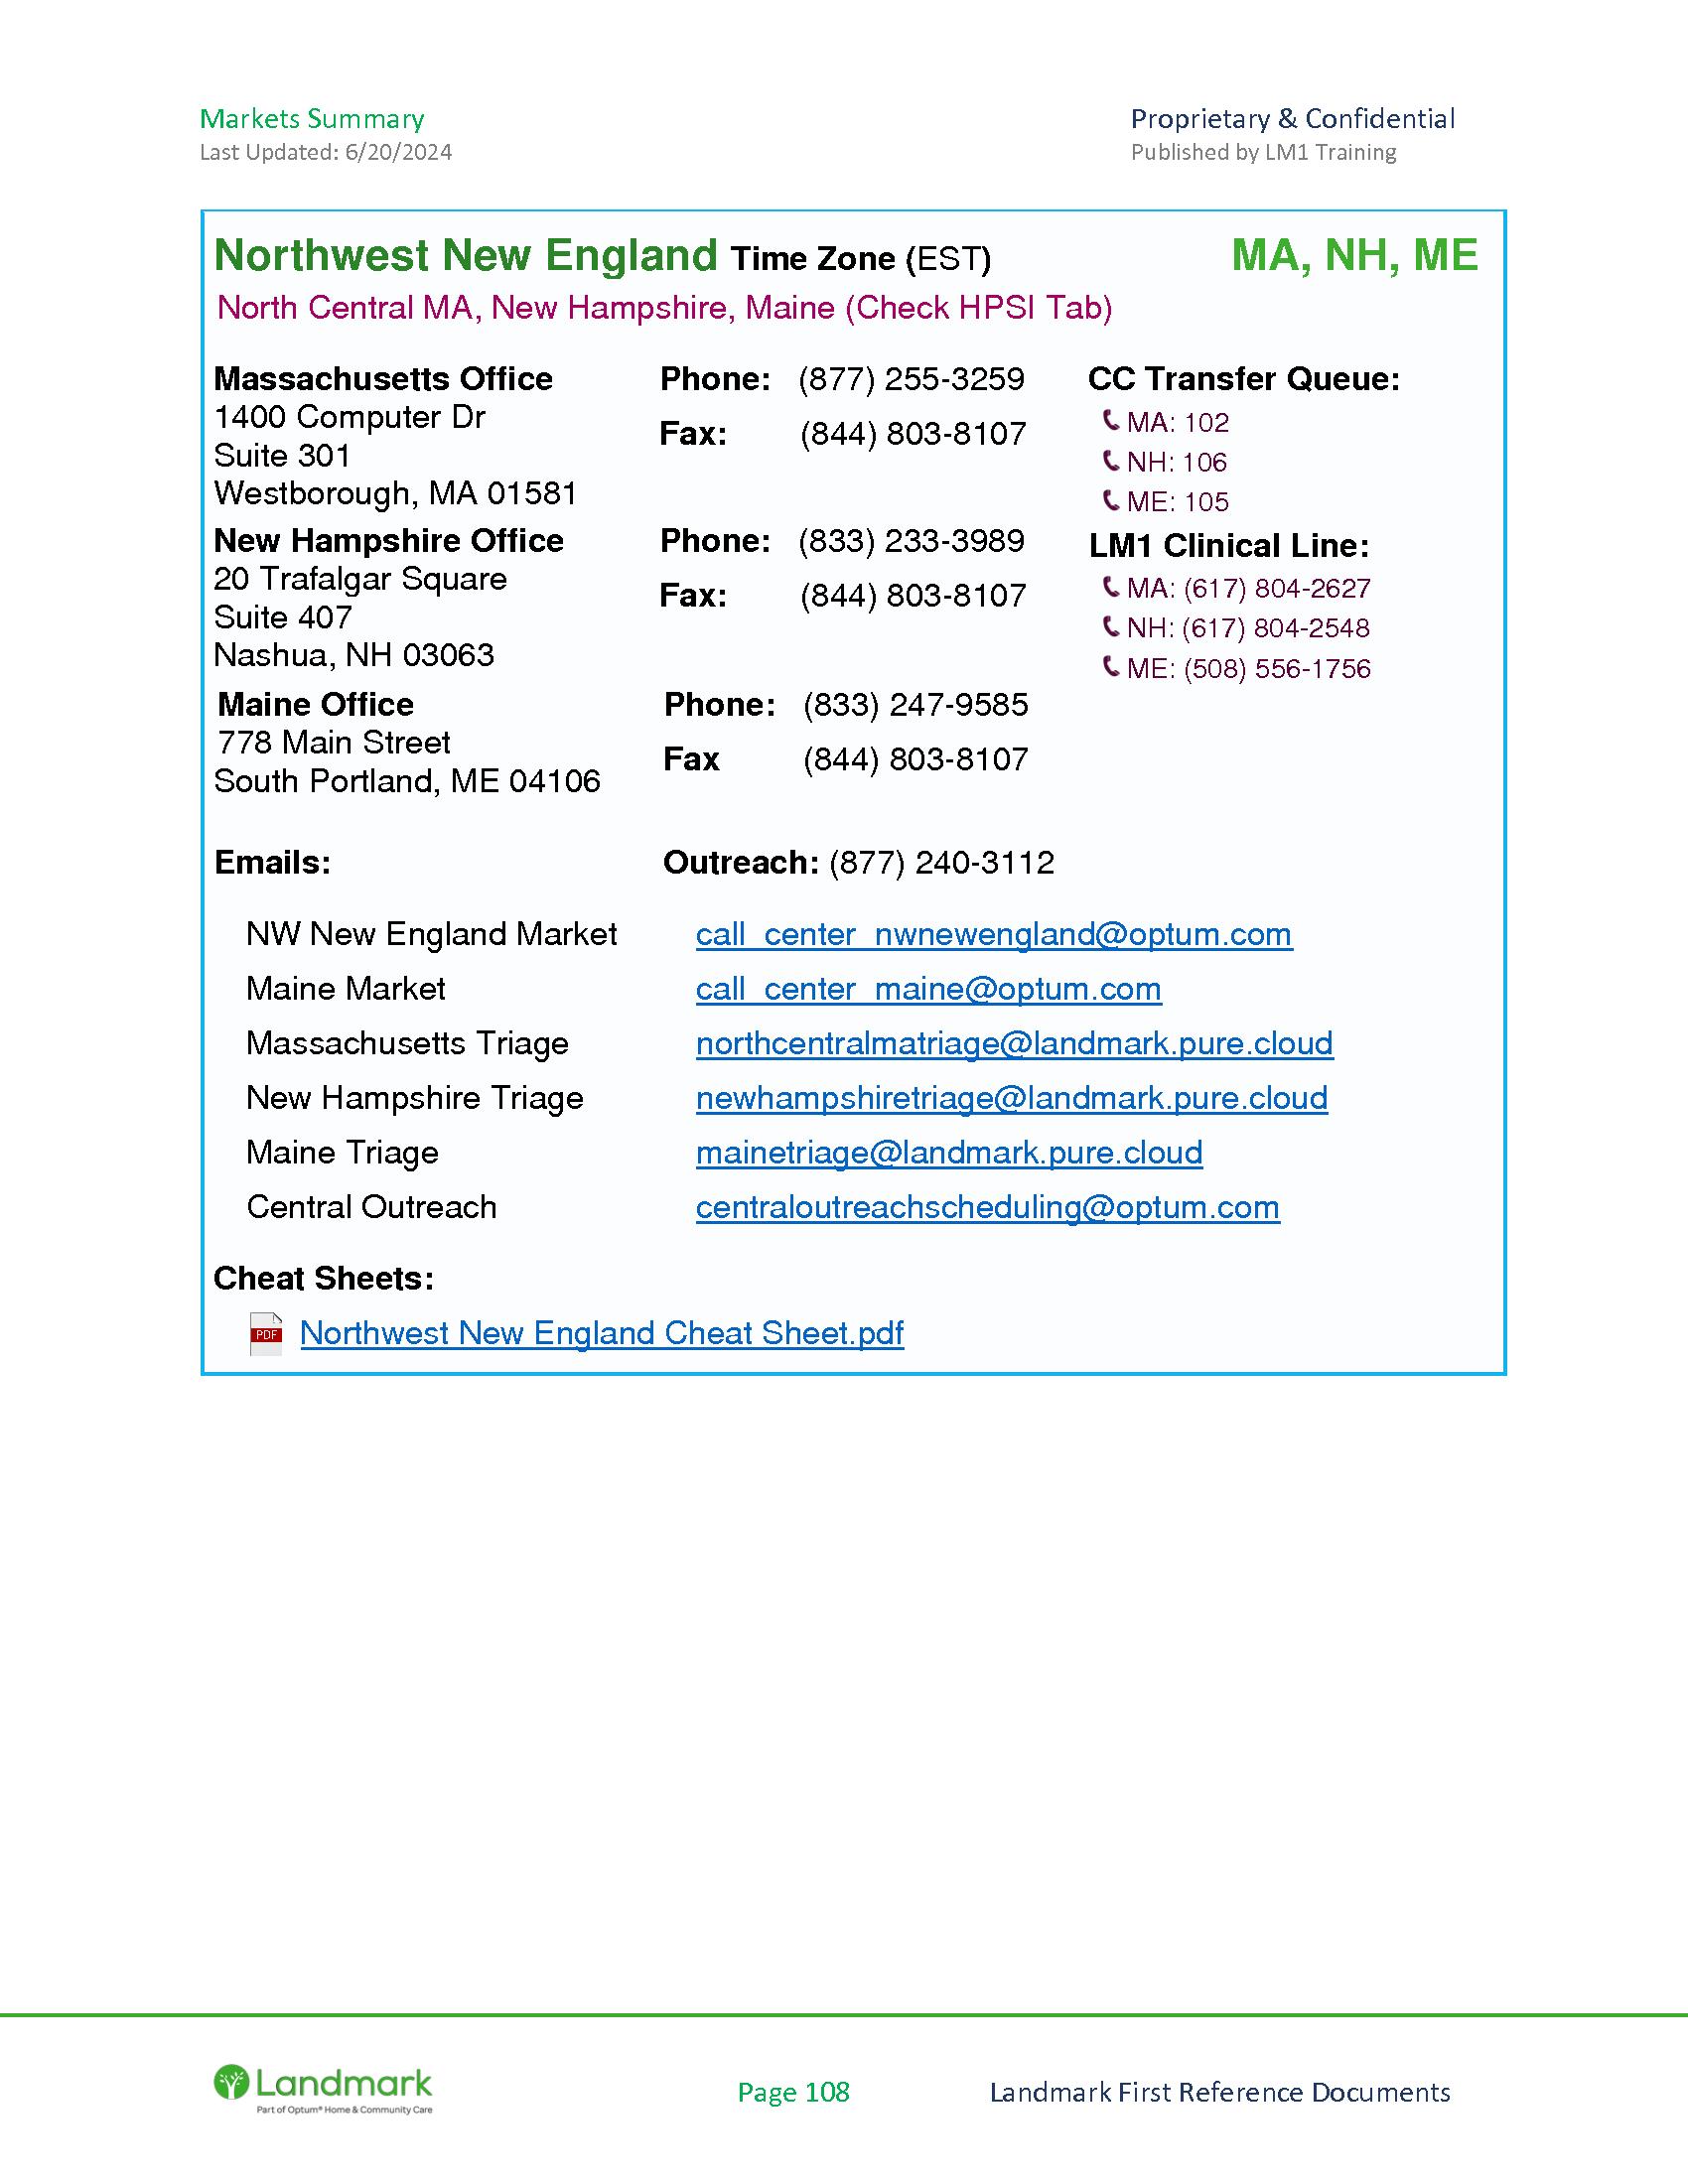 Markets Summary
Last Updated: 6/20/2024
Proprietary & Confidential
Published by LM1 Training
Northwest New England Time Zone (EST) MA, NH, ME
North Central MA, New Hampshire, Maine (Check HPSI Tab)
Massachusetts Office
1400 Computer Dr
Suite 301
Westborough, MA 01581
Phone: (877) 255-3259
Fax: (844) 803-8107
New Hampshire Office
20 Trafalgar Square
Suite 407
Nashua, NH 03063
Phone: (833) 233-3989
Fax: (844) 803-8107
Maine Office
778 Main Street
South Portland, ME 04106
Phone: (833) 247-9585
Fax (844) 803-8107
CC Transfer Queue:
MA: 102
NH: 106
ME: 105
LM1 Clinical Line:
MA: (617) 804-2627
NH: (617) 804-2548
ME: (508) 556-1756
Emails: Outreach: (877) 240-3112
NW New England Market call_center_nwnewengland@optum.com
Maine Market call_center_maine@optum.com
Massachusetts Triage northcentralmatriage@landmark.pure.cloud
New Hampshire Triage newhampshiretriage@landmark.pure.cloud
Maine Triage mainetriage@landmark.pure.cloud
Central Outreach centraloutreachscheduling@optum.com
Cheat Sheets:
PDF Northwest New England Cheat Sheet.pdf
Landmark
Part of Optum® Home & Community Care
Page 108
Landmark First Reference Documents